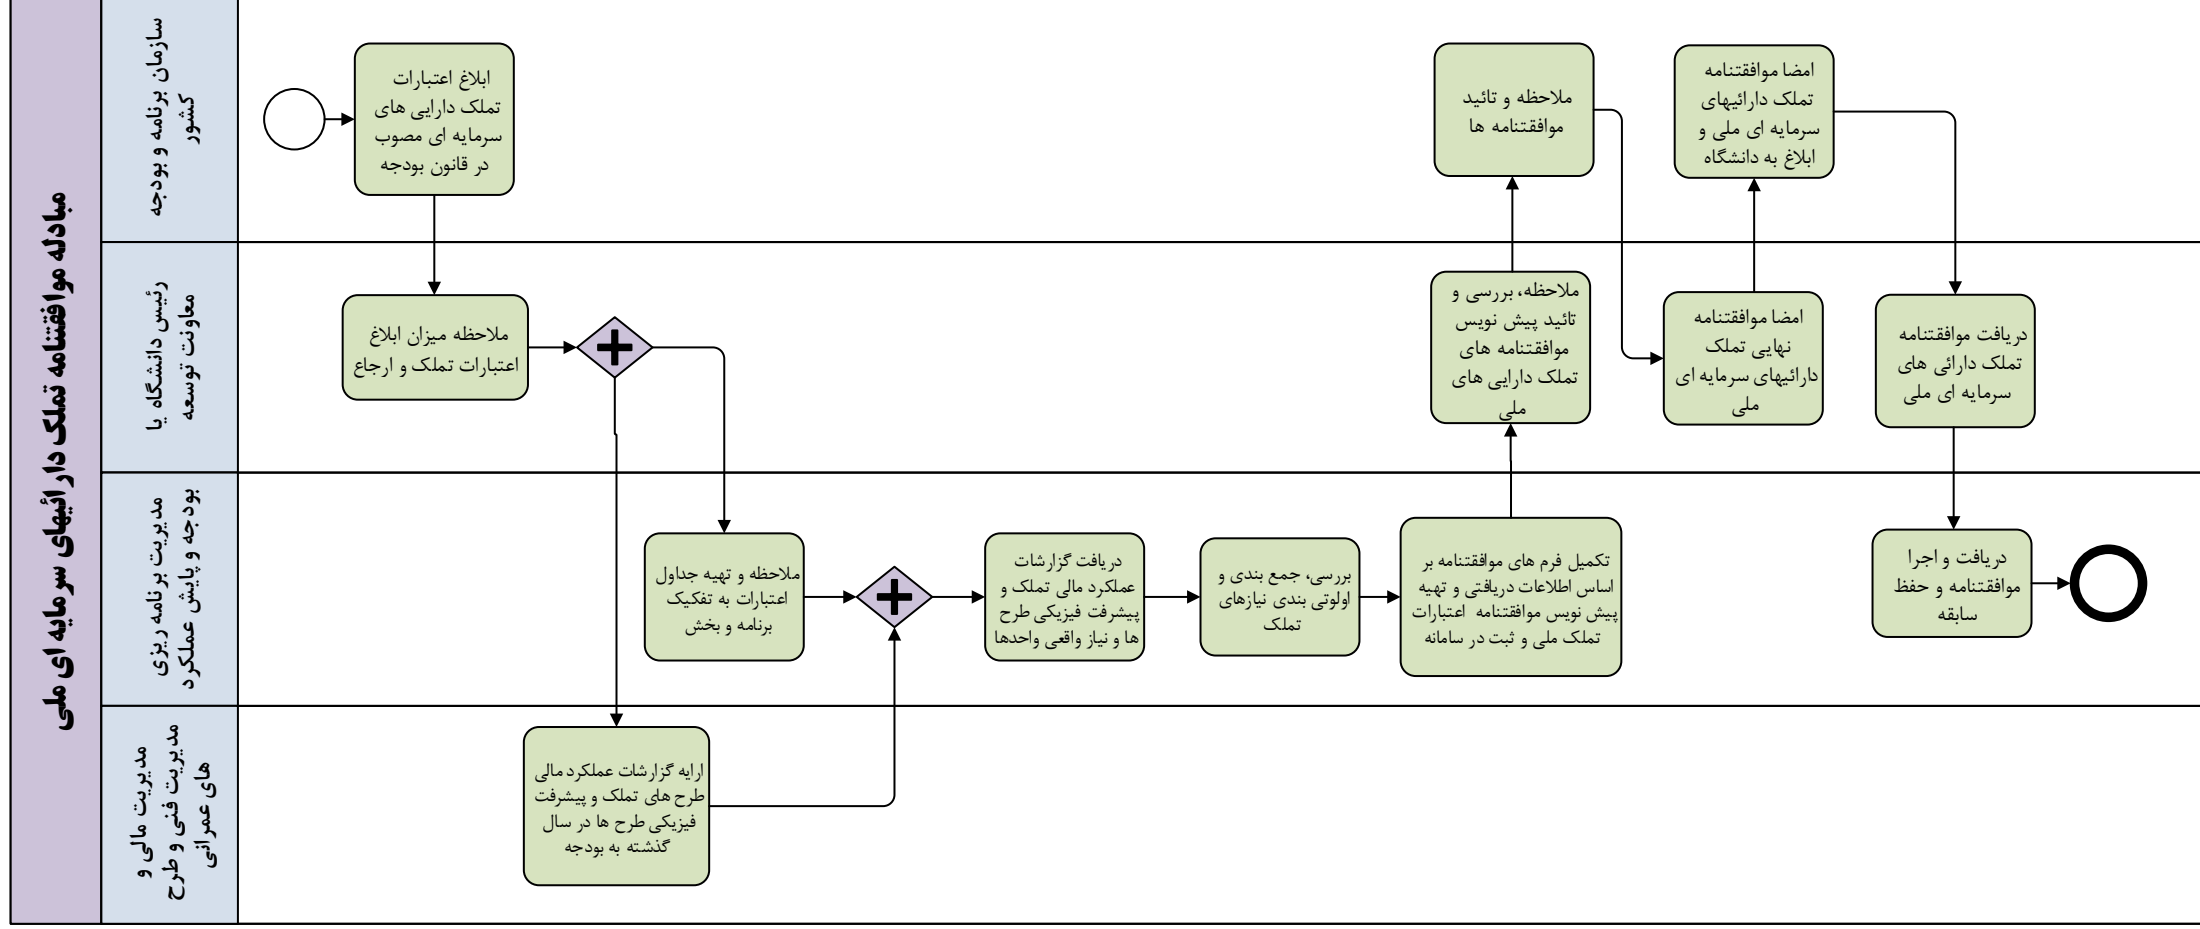 مبادله موافقتنامه تملک دارائیهای سرمایه ای ملی
سازمان برنامه و بودجه
کشور
ابلاغ اعتبارات
تملک دارایی های
سرمایه ای مصوب
در قانون بودجه
ملاحظه و تائید
موافقتنامه ها
امضا موافقتنامه
تملک دارائیهای
سرمایه ای ملی و
ابلاغ به دانشگاه
رئیس دانشگاه یا
معاونت توسعه
ملاحظه میزان ابلاغ
اعتبارات تملک و ارجاع
ملاحظه، بررسی و
تائید پیش نویس
موافقتنامه های
تملک دارایی های
ملی
امضا موافقتنامه
نهایی تملک
دارائیهای سرمایه ای
ملی
دریافت موافقتنامه
تملک دارائی های
سرمایه ای ملی
مدیریت برنامه ریزی
بودجه و پایش عملکرد
ملاحظه و تهیه جداول
اعتبارات به تفکیک
برنامه و بخش
دریافت گزارشات
عملکرد مالی تملک و
پیشرفت فیزیکی طرح
ها و نیاز واقعی واحدها
بررسی، جمع بندی و
اولوتی بندی نیازهای
تملک
تکمیل فرم های موافقتنامه بر
اساس اطلاعات دریافتی و تهیه
پیش نویس موافقتنامه اعتبارات
تملک ملی و ثبت در سامانه
دریافت و اجرا
موافقتنامه و حفظ
سابقه
مدیریت مالی و
مدیریت فنی و طرح
های عمرانی
ارایه گزارشات عملکرد مالی
طرح های تملک و پیشرفت
فیزیکی طرح ها در سال
گذشته به بودجه